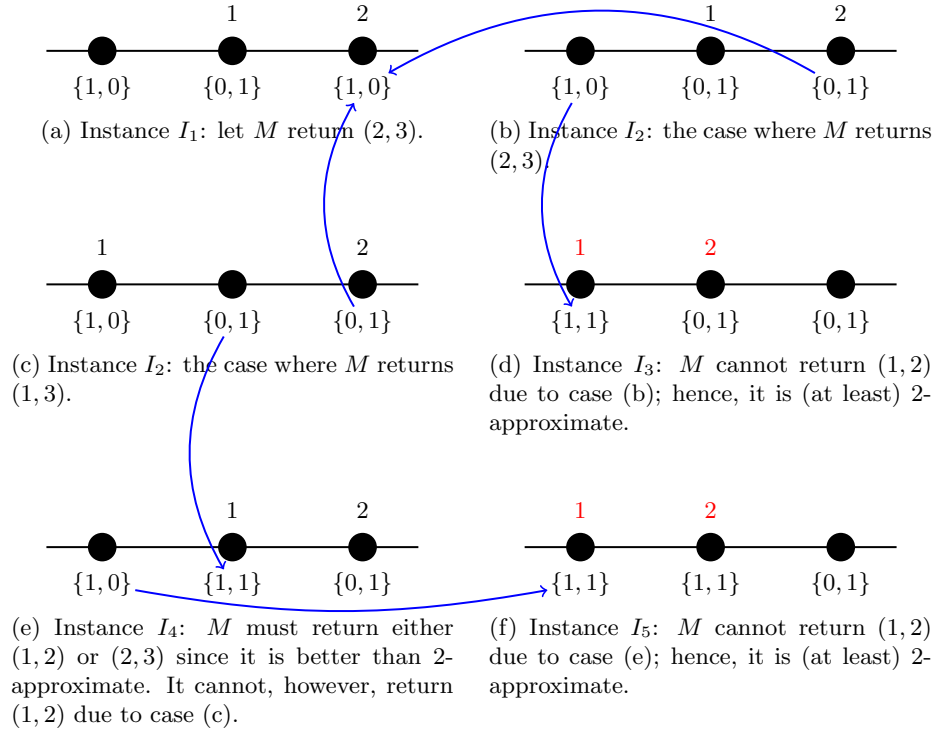 1 2
{1, 0} {0, 1} {1, 0}
(a) Instance I₁: let M return (2, 3).
1 2
{1, 0} {0, 1} {0, 1}
(b) Instance I₂: the case where M returns
(2, 3).
1 2
{1, 0} {0, 1} {0, 1}
(c) Instance I₂: the case where M returns
(1, 3).
1 2
{1, 1} {0, 1} {0, 1}
(d) Instance I₃: M cannot return (1, 2)
due to case (b); hence, it is (at least) 2-
approximate.
1 2
{1, 0} {1, 1} {0, 1}
(e) Instance I₄: M must return either
(1, 2) or (2, 3) since it is better than 2-
approximate. It cannot, however, return
(1, 2) due to case (c).
1 2
{1, 1} {1, 1} {0, 1}
(f) Instance I₅: M cannot return (1, 2)
due to case (e); hence, it is (at least) 2-
approximate.